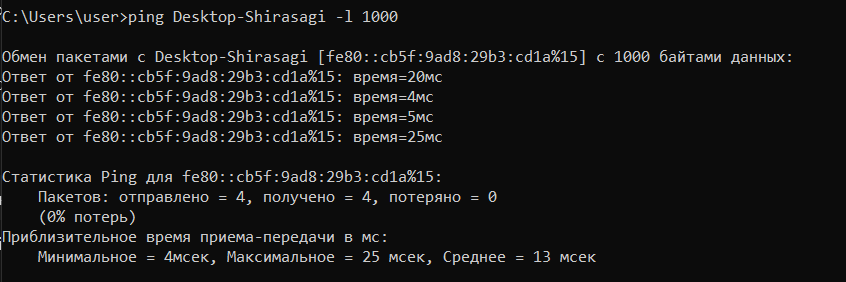 C:\Users\user>ping Desktop-Shirasagi -l 1000
Обмен пакетами с Desktop-Shirasagi [fe80::cb5f:9ad8:29b3:cd1a%15] с 1000 байтами данных:
Ответ от fe80::cb5f:9ad8:29b3:cd1a%15: время=20мс
Ответ от fe80::cb5f:9ad8:29b3:cd1a%15: время=4мс
Ответ от fe80::cb5f:9ad8:29b3:cd1a%15: время=5мс
Ответ от fe80::cb5f:9ad8:29b3:cd1a%15: время=25мс
Статистика Ping для fe80::cb5f:9ad8:29b3:cd1a%15:
    Пакетов: отправлено = 4, получено = 4, потеряно = 0
    (0% потерь)
Приблизительное время приема-передачи в мс:
    Минимальное = 4мсек, Максимальное = 25 мсек, Среднее = 13 мсек